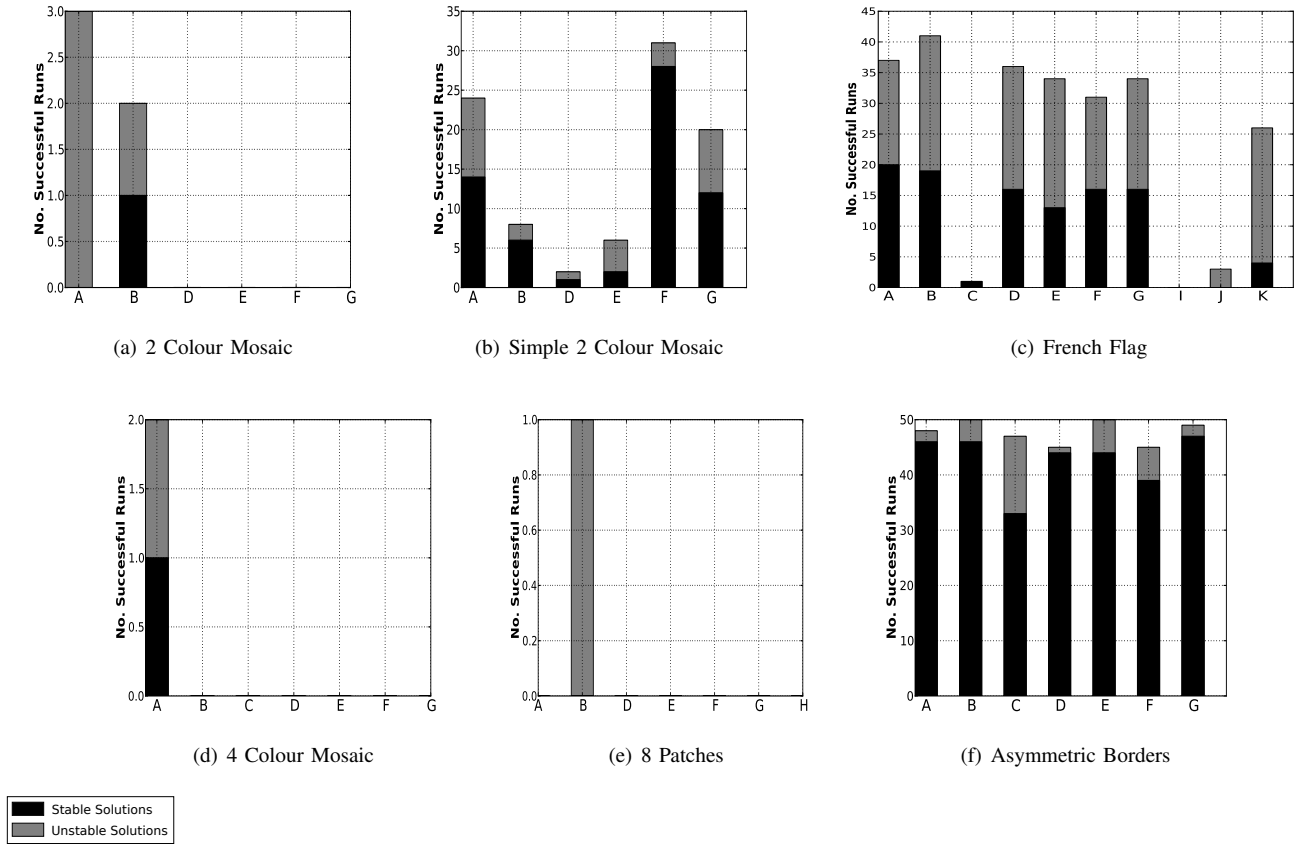 No. Successful Runs
3.0
2.5
2.0
1.5
1.0
0.5
0.0
A B D E F G
(a) 2 Colour Mosaic
No. Successful Runs
35
30
25
20
15
10
5
0
A B D E F G
(b) Simple 2 Colour Mosaic
No. Successful Runs
45
40
35
30
25
20
15
10
5
0
A B C D E F G I J K
(c) French Flag
No. Successful Runs
2.0
1.5
1.0
0.5
0.0
A B C D E F G
(d) 4 Colour Mosaic
No. Successful Runs
1.0
0.8
0.6
0.4
0.2
0.0
A B D E F G H
(e) 8 Patches
No. Successful Runs
50
40
30
20
10
0
A B C D E F G
(f) Asymmetric Borders
Stable Solutions
Unstable Solutions